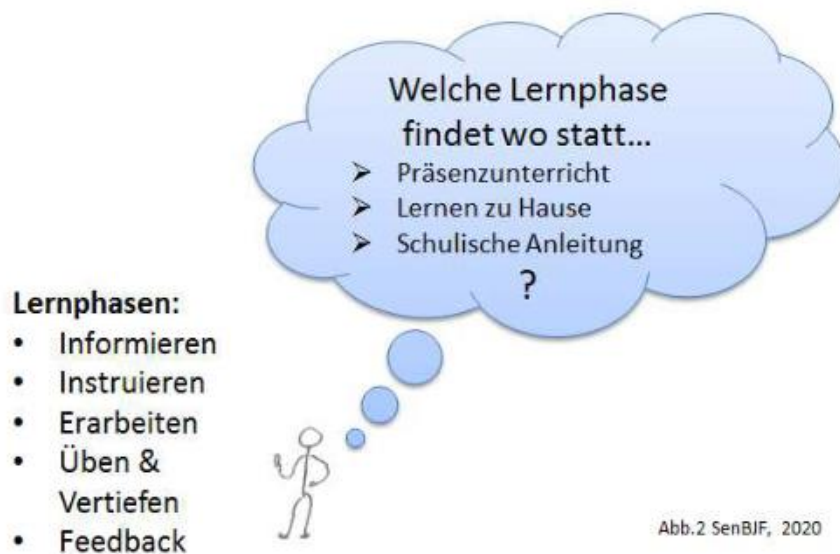 Welche Lernphase
findet wo statt...
➤ Präsenzunterricht
➤ Lernen zu Hause
➤ Schulische Anleitung
?
Lernphasen:
• Informieren
• Instruieren
• Erarbeiten
• Üben &
Vertiefen
• Feedback
Abb.2 SenBJF, 2020